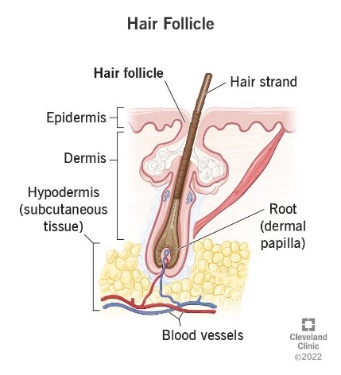 Hair Follicle
Hair follicle
Hair strand
Epidermis
Dermis
Hypodermis
(subcutaneous
tissue)
Root
(dermal
papilla)
Blood vessels
Cleveland
Clinic
©2022